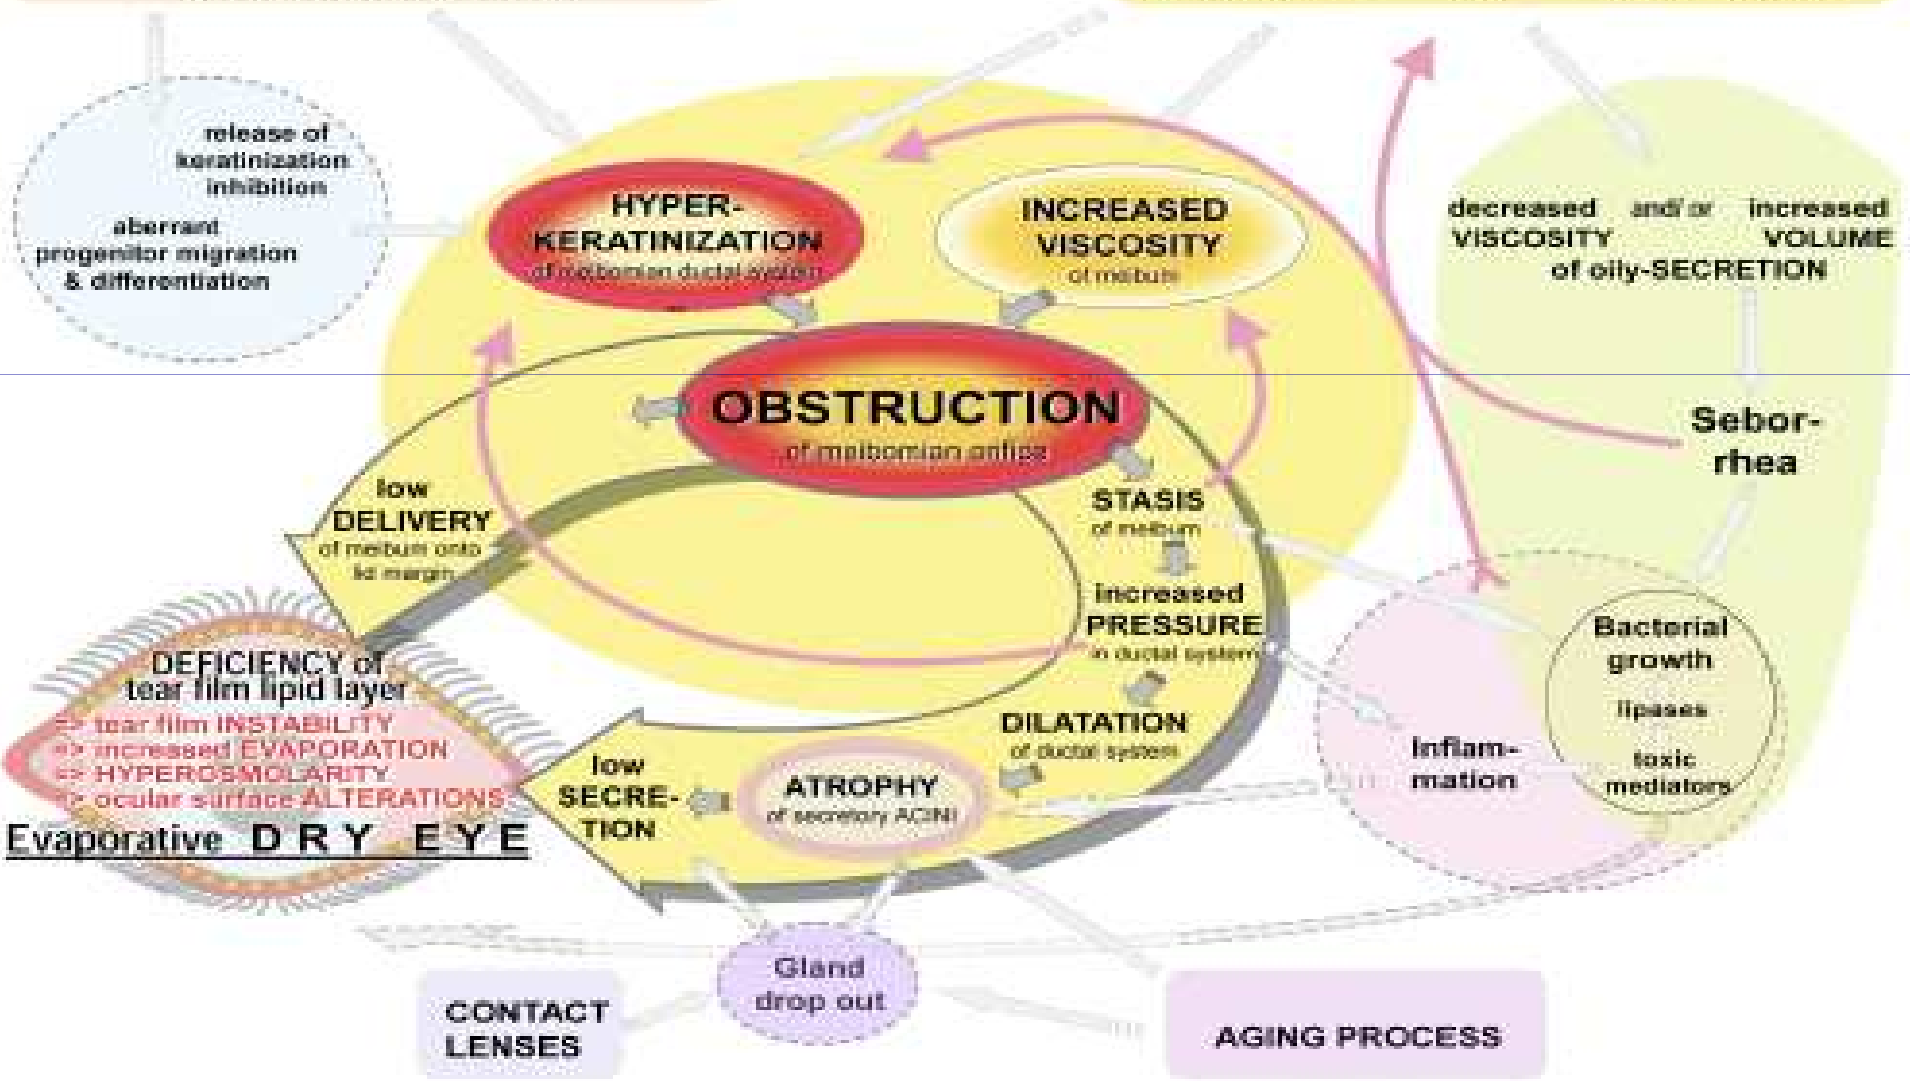 release of
keratinization
inhibition
aberrant
progenitor migration
& differentiation
HYPER-
KERATINIZATION
of meibomian ductal system
INCREASED
VISCOSITY
of meibum
decreased and/or increased
VISCOSITY VOLUME
of oily-SECRETION
OBSTRUCTION
of meibomian orifice
Sebor-
rhea
low
DELIVERY
of meibum onto
lid margin
STASIS
of meibum
increased
PRESSURE
in ductal system
DILATATION
of ductal system
ATROPHY
of secretory ACINI
low
SECRE-
TION
Bacterial
growth
lipases
toxic
mediators
Inflam-
mation
DEFICIENCY of
tear film lipid layer
=> tear film INSTABILITY
=> increased EVAPORATION
=> HYPEROSMOLARITY
=> ocular surface ALTERATIONS
Evaporative DRY EYE
Gland
drop out
CONTACT
LENSES
AGING PROCESS